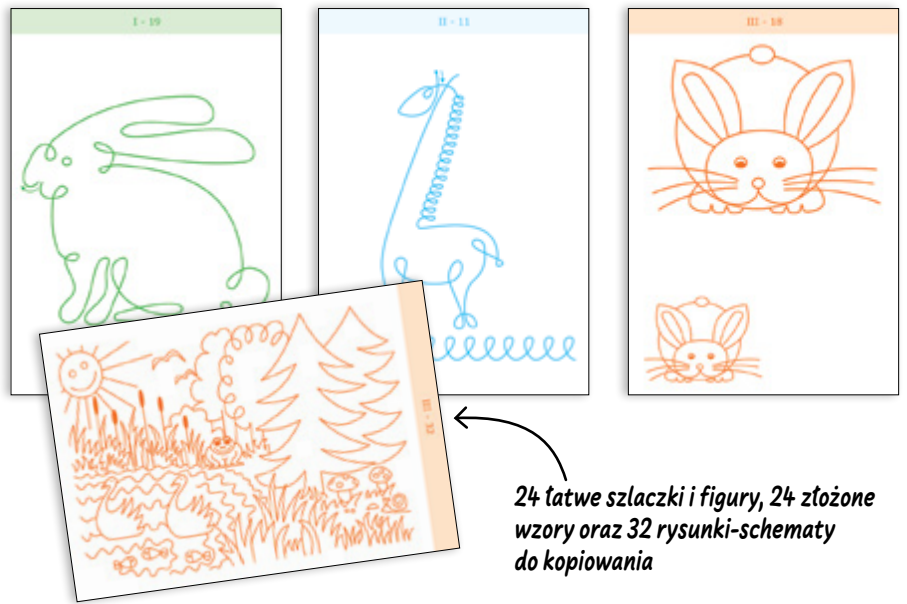 I - 19
II - 11
III - 18
III - 32
24 łatwe szlaczki i figury, 24 złożone
wzory oraz 32 rysunki-schematy
do kopiowania